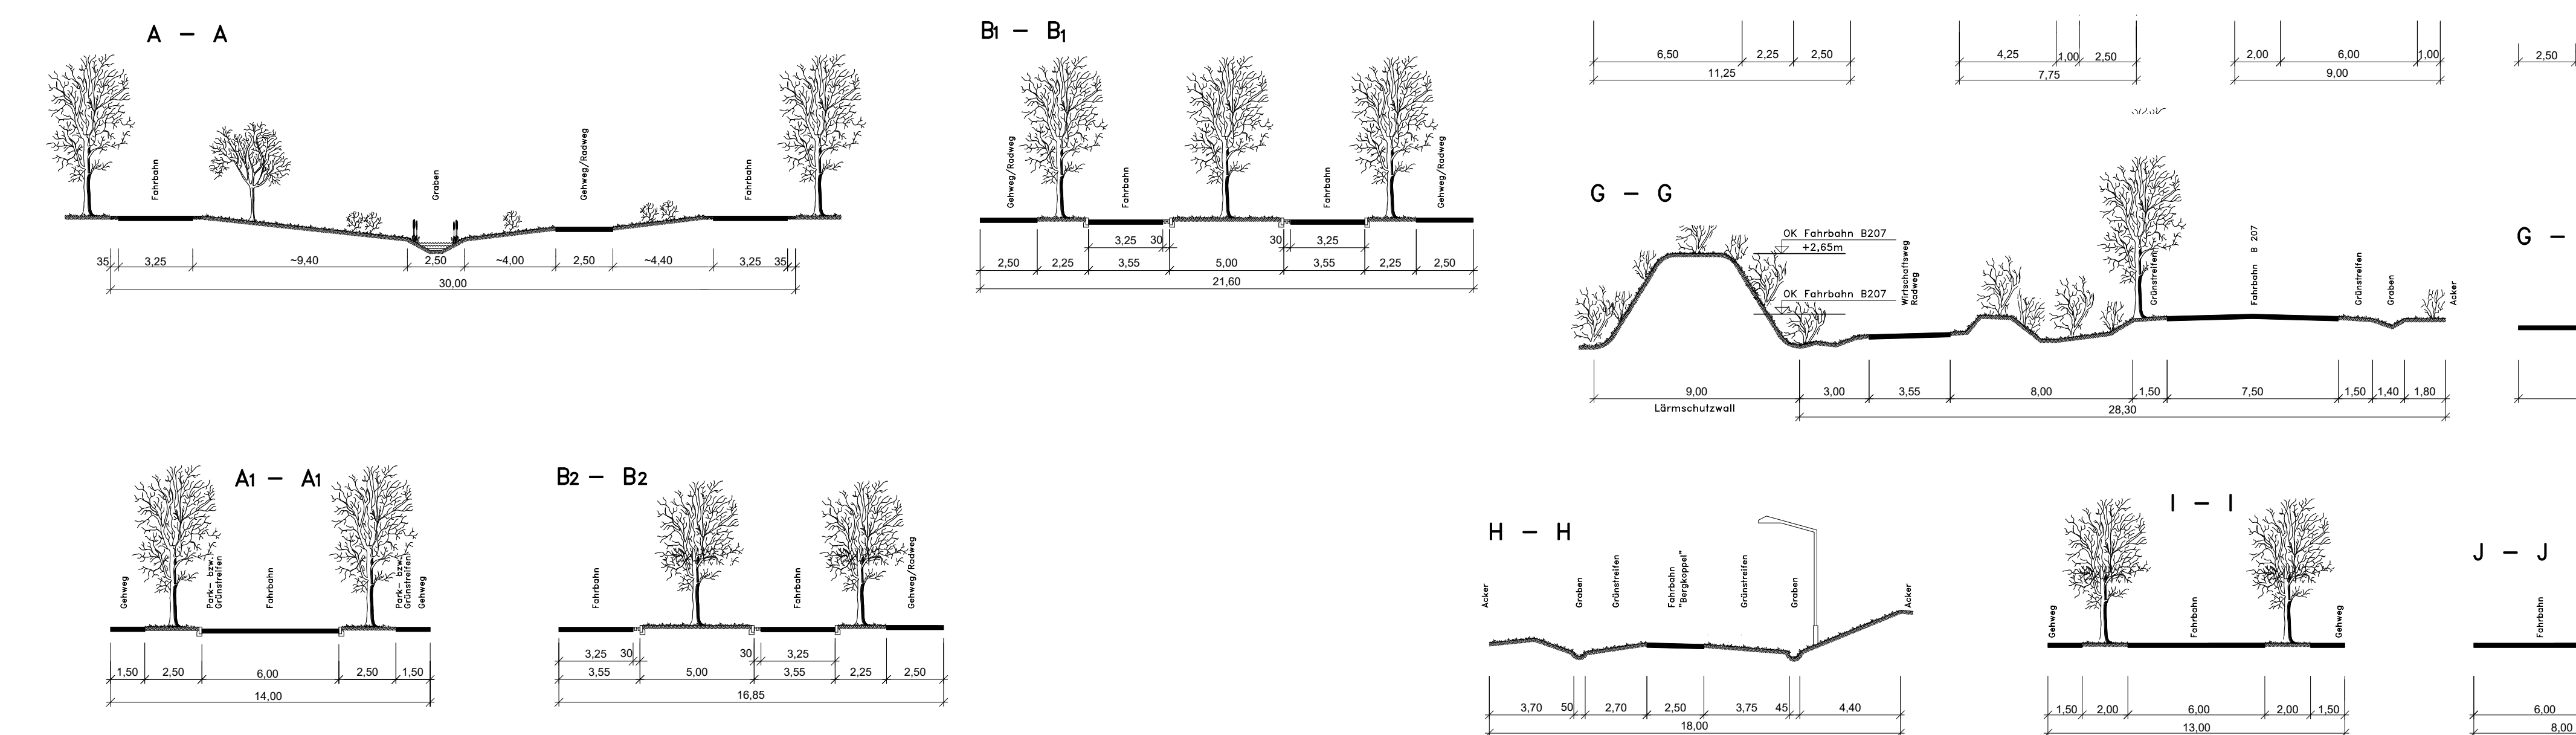 A – A
Fahrbahn
Graben
Gehweg/Radweg
Fahrbahn
35 3,25 ~9,40 2,50 ~4,00 2,50 ~4,40 3,25 35
30,00
B1 – B1
Gehweg/Radweg
Fahrbahn
Fahrbahn
Gehweg/Radweg
3,25 30 30 3,25
2,50 2,25 3,55 5,00 3,55 2,25 2,50
21,60
6,50 2,25 2,50
11,25
4,25 1,00 2,50
7,75
2,00 6,00 1,00
9,00
2,50
G – G
OK Fahrbahn B207
+2,65m
OK Fahrbahn B207
Wirtschaftsweg
Radweg
Grünstreifen
Fahrbahn B 207
Grünstreifen
Graben
Acker
9,00 3,00 3,55 8,00 1,50 7,50 1,50 1,40 1,80
Lärmschutzwall
28,30
G –
A1 – A1
Gehweg
Park– bzw.
Grünstreifen
Fahrbahn
Park– bzw.
Grünstreifen
Gehweg
1,50 2,50 6,00 2,50 1,50
14,00
B2 – B2
Fahrbahn
Fahrbahn
Gehweg/Radweg
3,25 30 30 3,25
3,55 5,00 3,55 2,25 2,50
16,85
H – H
Acker
Graben
Grünstreifen
Fahrbahn
"Bergkoppel"
Grünstreifen
Graben
Acker
3,70 50 2,70 2,50 3,75 45 4,40
18,00
I – I
Gehweg
Fahrbahn
Gehweg
1,50 2,00 6,00 2,00 1,50
13,00
J – J
Fahrbahn
6,00
8,00